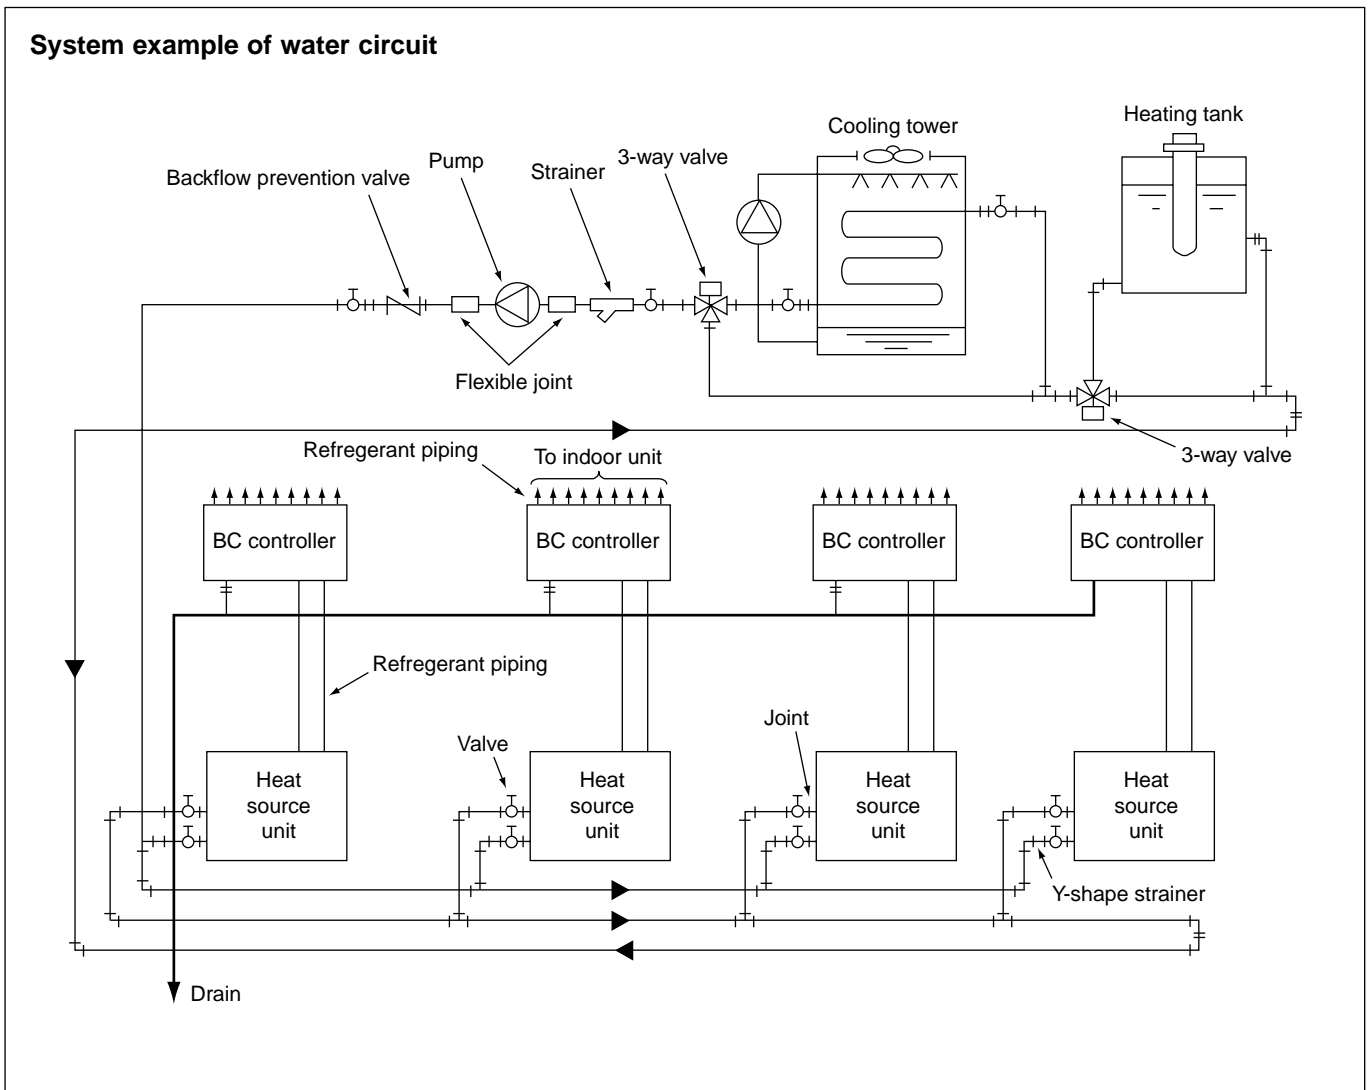 System example of water circuit
Heating tank
Cooling tower
3-way valve
Pump
Strainer
Backflow prevention valve
Flexible joint
Refregerant piping
To indoor unit
3-way valve
BC controller
BC controller
BC controller
BC controller
Refregerant piping
Joint
Valve
Heat
source
unit
Heat
source
unit
Heat
source
unit
Heat
source
unit
Y-shape strainer
Drain